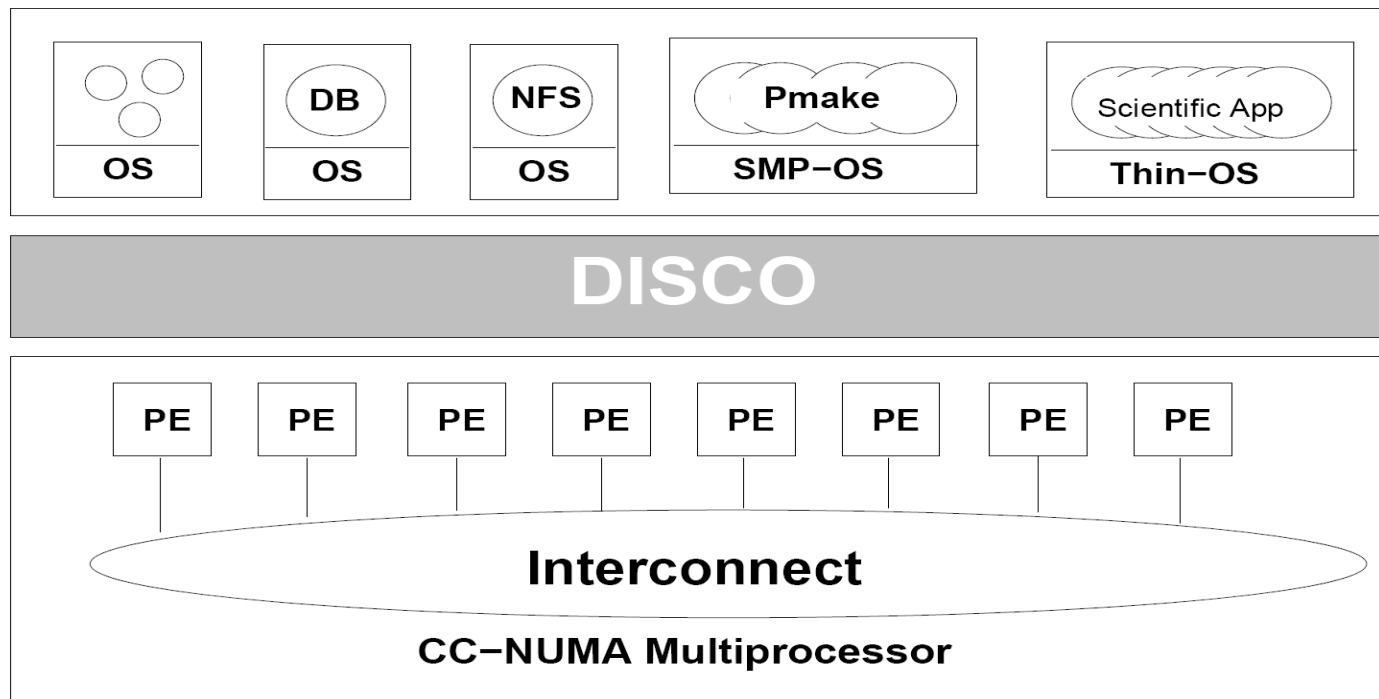 DB
NFS
Pmake
Scientific App
OS
OS
OS
SMP-OS
Thin-OS
DISCO
PE
PE
PE
PE
PE
PE
PE
PE
Interconnect
CC-NUMA Multiprocessor